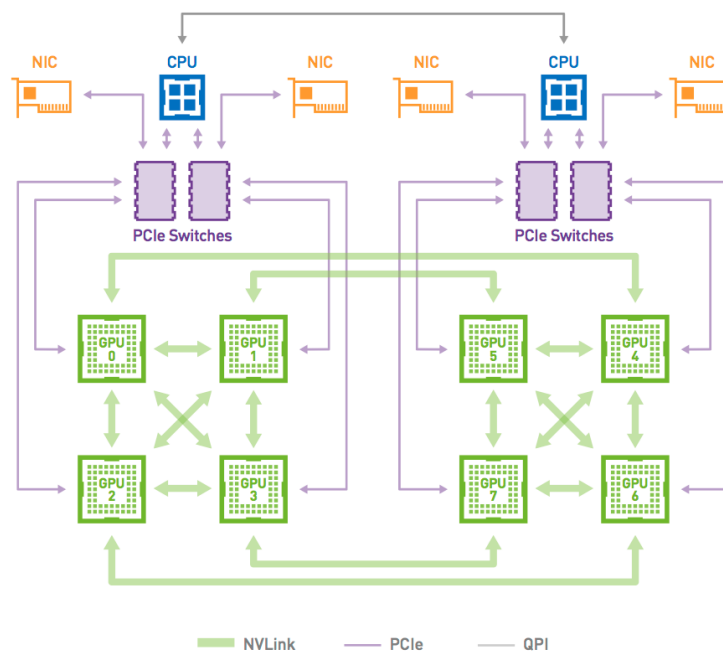 NIC
CPU
NIC
NIC
CPU
NIC
PCIe Switches
PCIe Switches
GPU
0
GPU
1
GPU
5
GPU
4
GPU
2
GPU
3
GPU
7
GPU
6
NVLink
PCIe
QPI